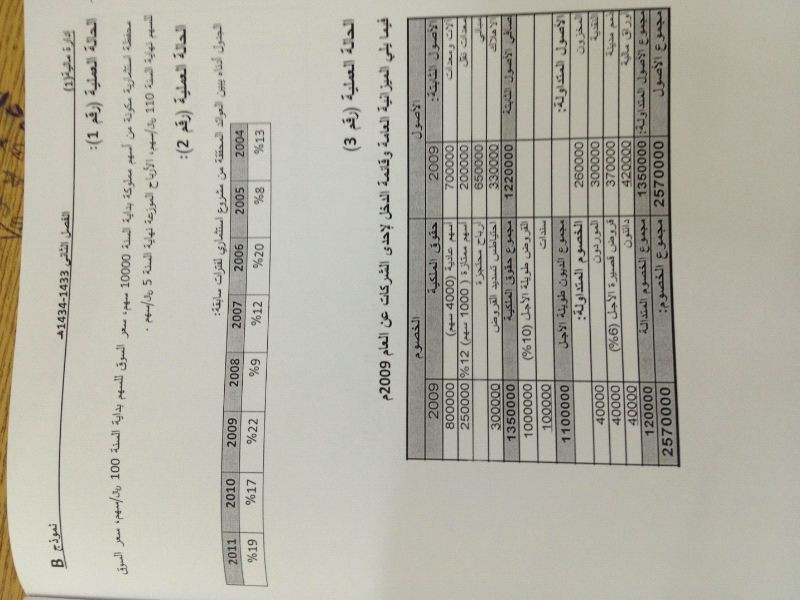 إدارة مالية(1) الفصل الثاني 1433-1434هـ نموذج B
الحالة العملية (رقم 1):
محفظة استثمارية مكونة من أسهم مملوكة بداية السنة 10000 سهم، سعر السوق للسهم بداية السنة 100 ريال/سهم، سعر السوق
للسهم نهاية السنة 110 ريال/سهم، الأرباح الموزعة نهاية السنة 5 ريال/سهم .
الحالة العملية (رقم 2):
الجدول أدناه يبين العوائد المحققة من مشروع استثماري لفترات سابقة:
2004 2005 2006 2007 2008 2009 2010 2011
%13 %8 %20 %12 %9 %22 %17 %19
الحالة العملية (رقم 3)
فيما يلي الميزانية العامة وقائمة الدخل لإحدى الشركات عن العام 2009م
الأصول الخصوم
الأصول الثابتة: 2009 حقوق الملكية 2009
آلات ومعدات 700000 أسهم عادية (4000 سهم) 800000
معدات نقل 200000 أسهم ممتازة (1000 سهم) %12 250000
مباني 650000 أرباح محتجزة
الاهلاك 330000 احتياطي تسديد القروض 300000
صافي الأصول الثابتة 1220000 مجموع حقوق الملكية 1350000
القروض طويلة الأجل (%10) 1000000
سندات 100000
الأصول المتداولة: مجموع الديون طويلة الأجل 1100000
المخزون 260000 الخصوم المتداولة:
النقدية 300000 الموردون 40000
ذمم مدينة 370000 قروض قصيرة الأجل (%6) 40000
أوراق مالية 420000 دائنون 40000
مجموع الأصول المتداولة: 1350000 مجموع الخصوم المتداولة 120000
مجموع الأصول 2570000 مجموع الخصوم: 2570000